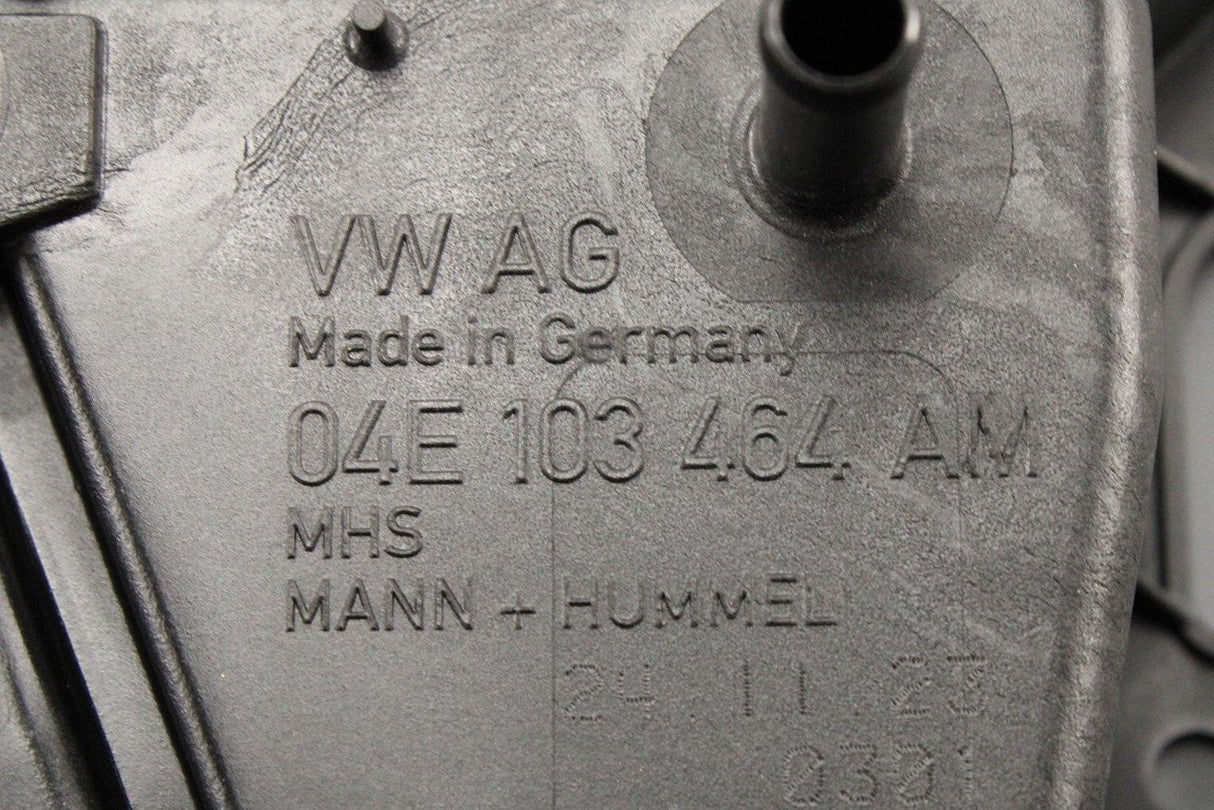 VW AG
Made in Germany
04E 103 464 AM
MHS
MANN + HUMMEL
24.11.23
0301